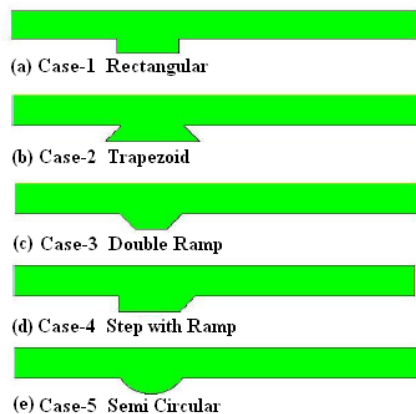 (a) Case-1 Rectangular
(b) Case-2 Trapezoid
(c) Case-3 Double Ramp
(d) Case-4 Step with Ramp
(e) Case-5 Semi Circular